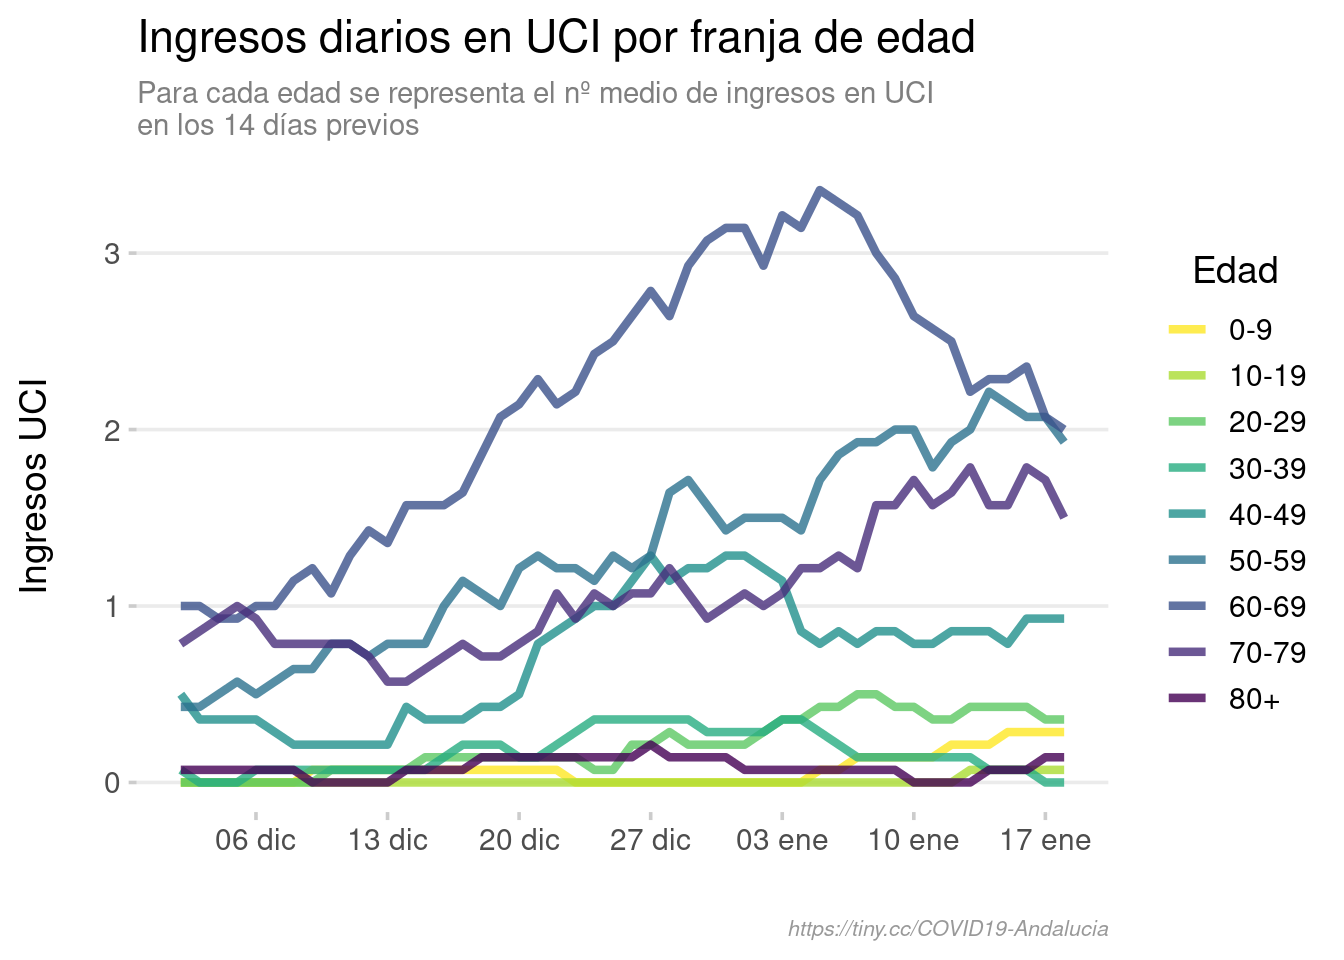 Ingresos diarios en UCI por franja de edad
Para cada edad se representa el nº medio de ingresos en UCI
en los 14 días previos
Ingresos UCI
3
2
1
0
06 dic
13 dic
20 dic
27 dic
03 ene
10 ene
17 ene
Edad
0-9
10-19
20-29
30-39
40-49
50-59
60-69
70-79
80+
https://tiny.cc/COVID19-Andalucia